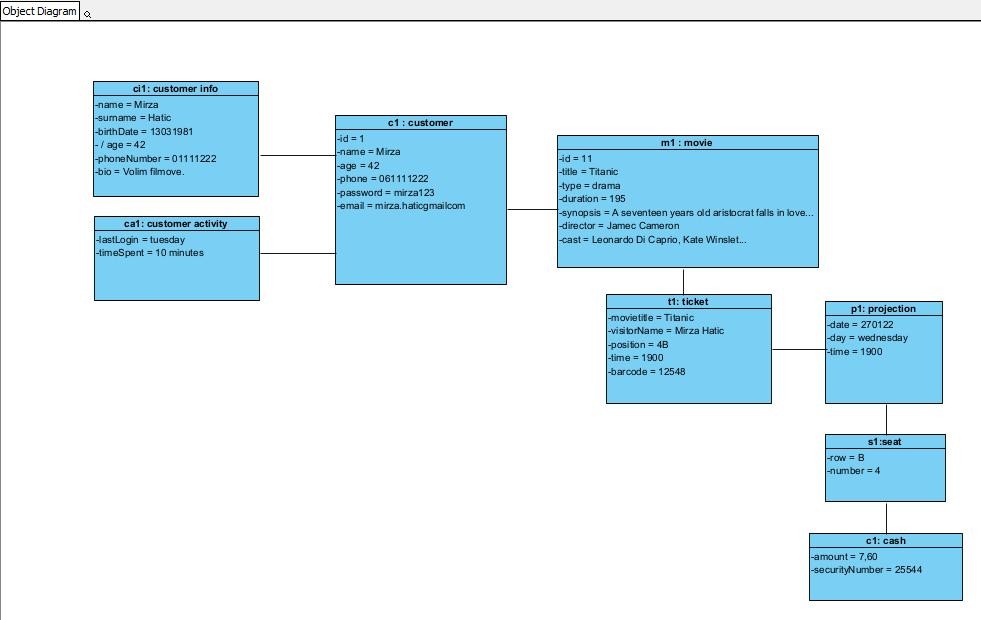 Object Diagram
ci1: customer info
-name = Mirza
-surname = Hatic
-birthDate = 13031981
- / age = 42
-phoneNumber = 01111222
-bio = Volim filmove.
ca1: customer activity
-lastLogin = tuesday
-timeSpent = 10 minutes
c1 : customer
-id = 1
-name = Mirza
-age = 42
-phone = 061111222
-password = mirza123
-email = mirza.haticgmailcom
m1 : movie
-id = 11
-title = Titanic
-type = drama
-duration = 195
-synopsis = A seventeen years old aristocrat falls in love...
-director = Jamec Cameron
-cast = Leonardo Di Caprio, Kate Winslet...
t1: ticket
-movietitle = Titanic
-visitorName = Mirza Hatic
-position = 4B
-time = 1900
-barcode = 12548
p1: projection
-date = 270122
-day = wednesday
-time = 1900
s1:seat
-row = B
-number = 4
c1: cash
-amount = 7,60
-securityNumber = 25544